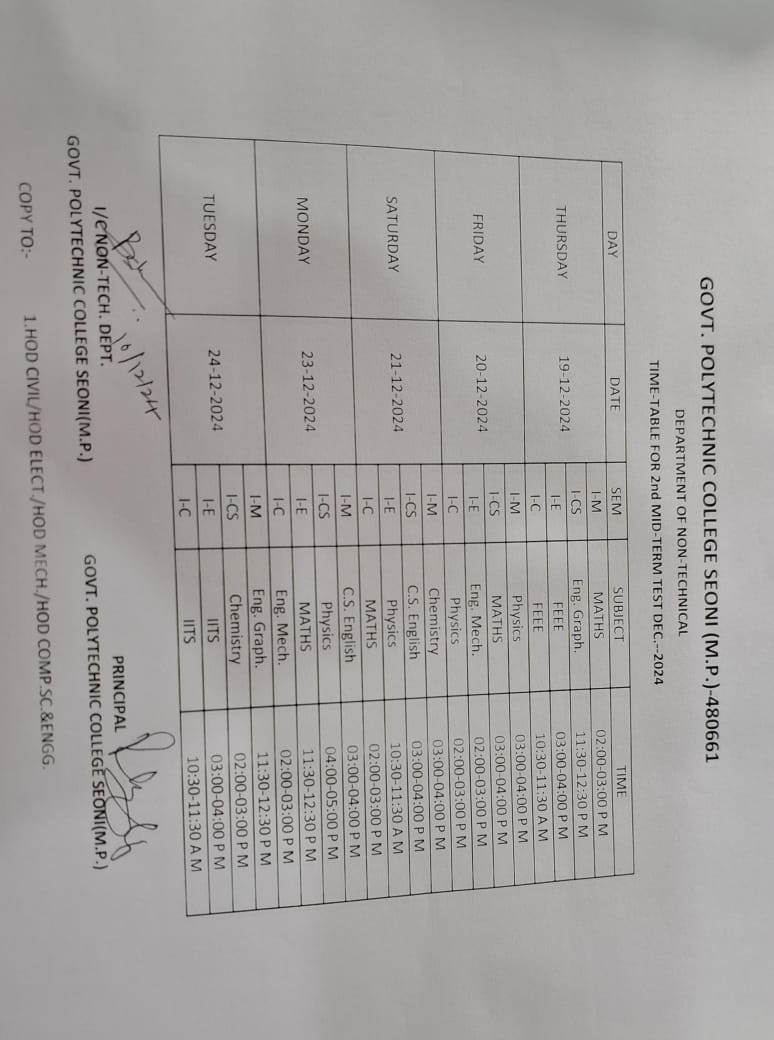 GOVT. POLYTECHNIC COLLEGE SEONI (M.P.)-480661
DEPARTMENT OF NON-TECHNICAL
TIME-TABLE FOR 2nd MID-TERM TEST DEC.--2024
DAY DATE SEM SUBJECT TIME
THURSDAY 19-12-2024 I-M MATHS 02:00-03:00 P M
I-CS Eng. Graph. 11:30-12:30 P M
I-E FEEE 03:00-04:00 P M
I-C FEEE 10:30-11:30 A M
FRIDAY 20-12-2024 I-M Physics 03:00-04:00 P M
I-CS MATHS 03:00-04:00 P M
I-E Eng. Mech. 02:00-03:00 P M
I-C Physics 02:00-03:00 P M
SATURDAY 21-12-2024 I-M Chemistry 03:00-04:00 P M
I-CS C.S. English 03:00-04:00 P M
I-E Physics 10:30-11:30 A M
I-C MATHS 02:00-03:00 P M
MONDAY 23-12-2024 I-M C.S. English 03:00-04:00 P M
I-CS Physics 04:00-05:00 P M
I-E MATHS 11:30-12:30 P M
I-C Eng. Mech. 02:00-03:00 P M
TUESDAY 24-12-2024 I-M Eng. Graph. 11:30-12:30 P M
I-CS Chemistry 02:00-03:00 P M
I-E IITS 03:00-04:00 P M
I-C IITS 10:30-11:30 A M
10/12/24
I/C NON-TECH. DEPT.
GOVT. POLYTECHNIC COLLEGE SEONI(M.P.)
PRINCIPAL
GOVT. POLYTECHNIC COLLEGE SEONI(M.P.)
COPY TO:- 1.HOD CIVIL/HOD ELECT./HOD MECH./HOD COMP.SC.&ENGG.